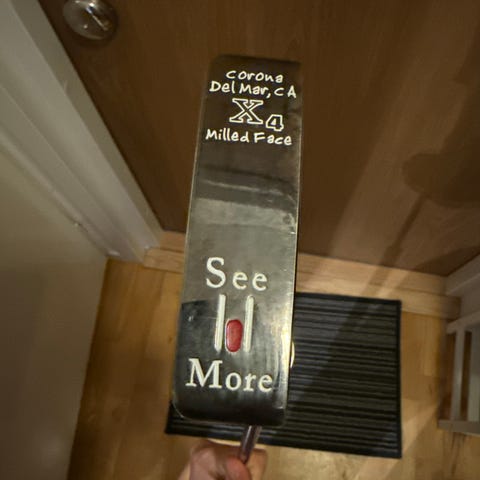 Corona
Del Mar, CA
X4
Milled Face
See
More